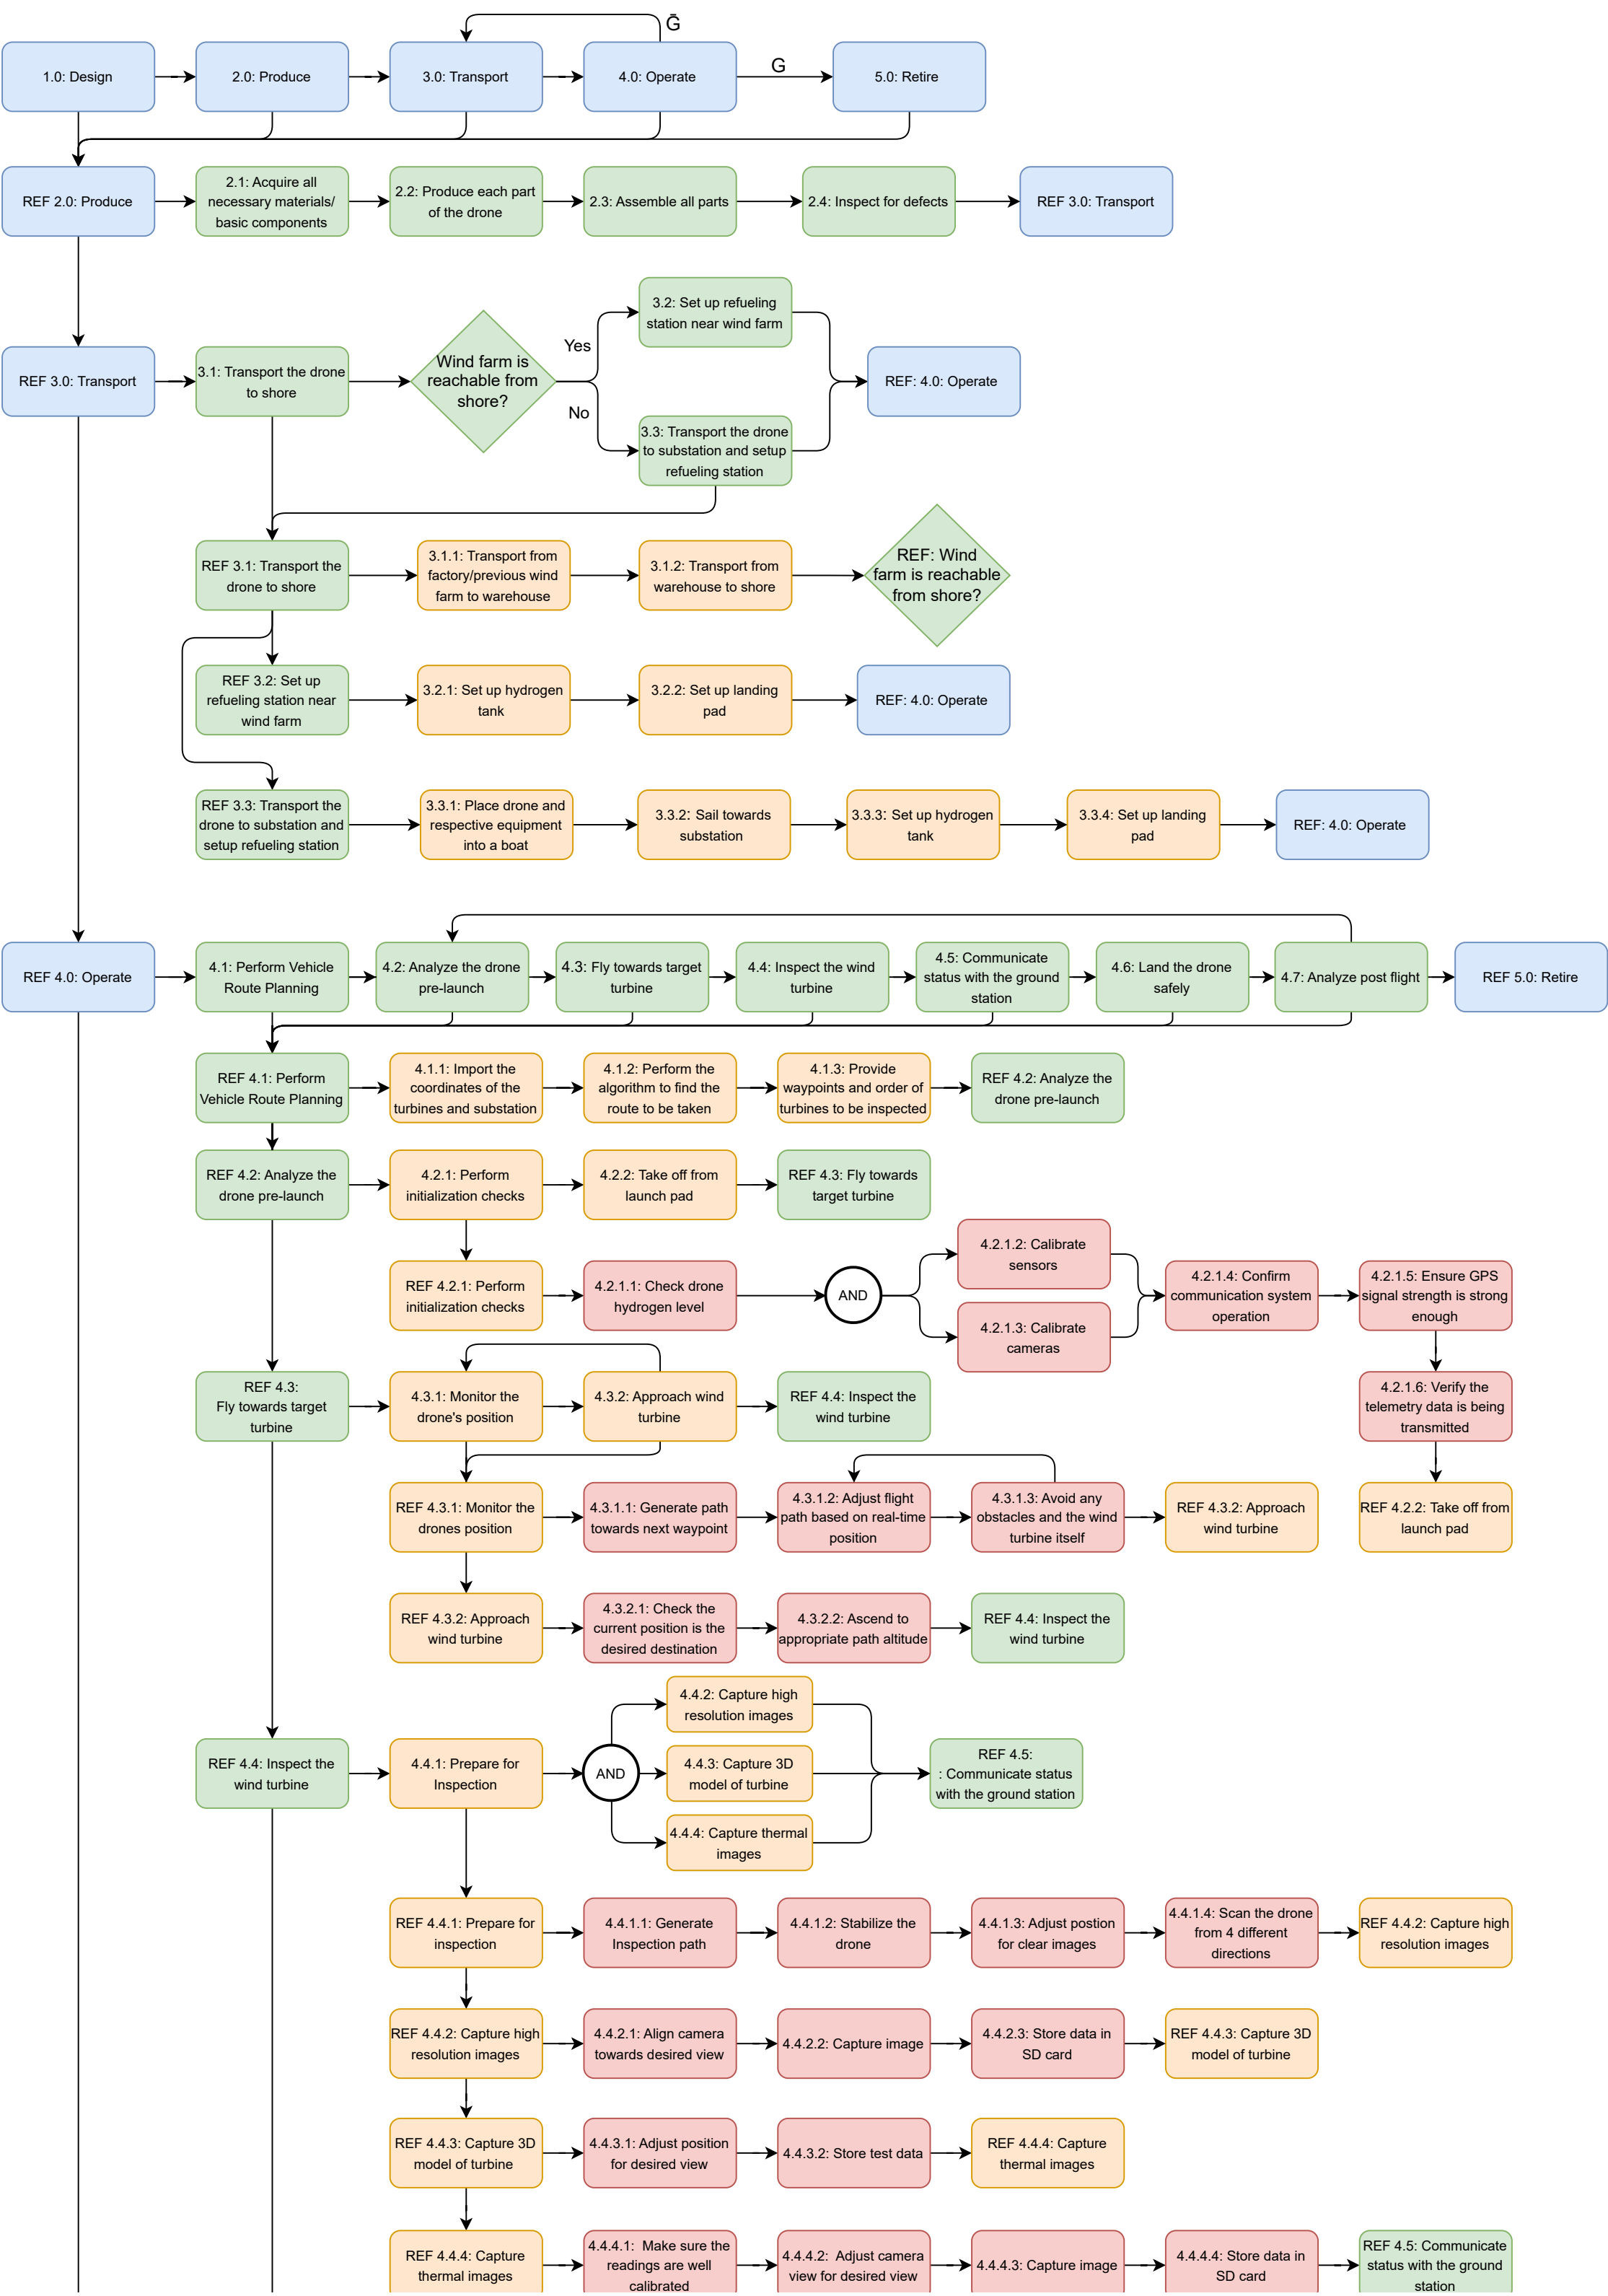 Ḡ
1.0: Design
2.0: Produce
3.0: Transport
4.0: Operate
G
5.0: Retire
REF 2.0: Produce
2.1: Acquire all
necessary materials/
basic components
2.2: Produce each part
of the drone
2.3: Assemble all parts
2.4: Inspect for defects
REF 3.0: Transport
REF 3.0: Transport
3.1: Transport the drone
to shore
Wind farm is
reachable from
shore?
Yes
No
3.2: Set up refueling
station near wind farm
3.3: Transport the drone
to substation and setup
refueling station
REF: 4.0: Operate
REF 3.1: Transport the
drone to shore
3.1.1: Transport from
factory/previous wind
farm to warehouse
3.1.2: Transport from
warehouse to shore
REF: Wind
farm is reachable
from shore?
REF 3.2: Set up
refueling station near
wind farm
3.2.1: Set up hydrogen
tank
3.2.2: Set up landing
pad
REF: 4.0: Operate
REF 3.3: Transport the
drone to substation and
setup refueling station
3.3.1: Place drone and
respective equipment
into a boat
3.3.2: Sail towards
substation
3.3.3: Set up hydrogen
tank
3.3.4: Set up landing
pad
REF: 4.0: Operate
REF 4.0: Operate
4.1: Perform Vehicle
Route Planning
4.2: Analyze the drone
pre-launch
4.3: Fly towards target
turbine
4.4: Inspect the wind
turbine
4.5: Communicate
status with the ground
station
4.6: Land the drone
safely
4.7: Analyze post flight
REF 5.0: Retire
REF 4.1: Perform
Vehicle Route Planning
4.1.1: Import the
coordinates of the
turbines and substation
4.1.2: Perform the
algorithm to find the
route to be taken
4.1.3: Provide
waypoints and order of
turbines to be inspected
REF 4.2: Analyze the
drone pre-launch
REF 4.2: Analyze the
drone pre-launch
4.2.1: Perform
initialization checks
4.2.2: Take off from
launch pad
REF 4.3: Fly towards
target turbine
REF 4.2.1: Perform
initialization checks
4.2.1.1: Check drone
hydrogen level
AND
4.2.1.2: Calibrate
sensors
4.2.1.3: Calibrate
cameras
4.2.1.4: Confirm
communication system
operation
4.2.1.5: Ensure GPS
signal strength is strong
enough
REF 4.3:
Fly towards target
turbine
4.3.1: Monitor the
drone's position
4.3.2: Approach wind
turbine
REF 4.4: Inspect the
wind turbine
4.2.1.6: Verify the
telemetry data is being
transmitted
REF 4.3.1: Monitor the
drones position
4.3.1.1: Generate path
towards next waypoint
4.3.1.2: Adjust flight
path based on real-time
position
4.3.1.3: Avoid any
obstacles and the wind
turbine itself
REF 4.3.2: Approach
wind turbine
REF 4.2.2: Take off from
launch pad
REF 4.3.2: Approach
wind turbine
4.3.2.1: Check the
current position is the
desired destination
4.3.2.2: Ascend to
appropriate path altitude
REF 4.4: Inspect the
wind turbine
REF 4.4: Inspect the
wind turbine
4.4.1: Prepare for
Inspection
AND
4.4.2: Capture high
resolution images
4.4.3: Capture 3D
model of turbine
4.4.4: Capture thermal
images
REF 4.5:
: Communicate status
with the ground station
REF 4.4.1: Prepare for
inspection
4.4.1.1: Generate
Inspection path
4.4.1.2: Stabilize the
drone
4.4.1.3: Adjust postion
for clear images
4.4.1.4: Scan the drone
from 4 different
directions
REF 4.4.2: Capture high
resolution images
REF 4.4.2: Capture high
resolution images
4.4.2.1: Align camera
towards desired view
4.4.2.2: Capture image
4.4.2.3: Store data in
SD card
REF 4.4.3: Capture 3D
model of turbine
REF 4.4.3: Capture 3D
model of turbine
4.4.3.1: Adjust position
for desired view
4.4.3.2: Store test data
REF 4.4.4: Capture
thermal images
REF 4.4.4: Capture
thermal images
4.4.4.1: Make sure the
readings are well
calibrated
4.4.4.2: Adjust camera
view for desired view
4.4.4.3: Capture image
4.4.4.4: Store data in
SD card
REF 4.5: Communicate
status with the ground
station